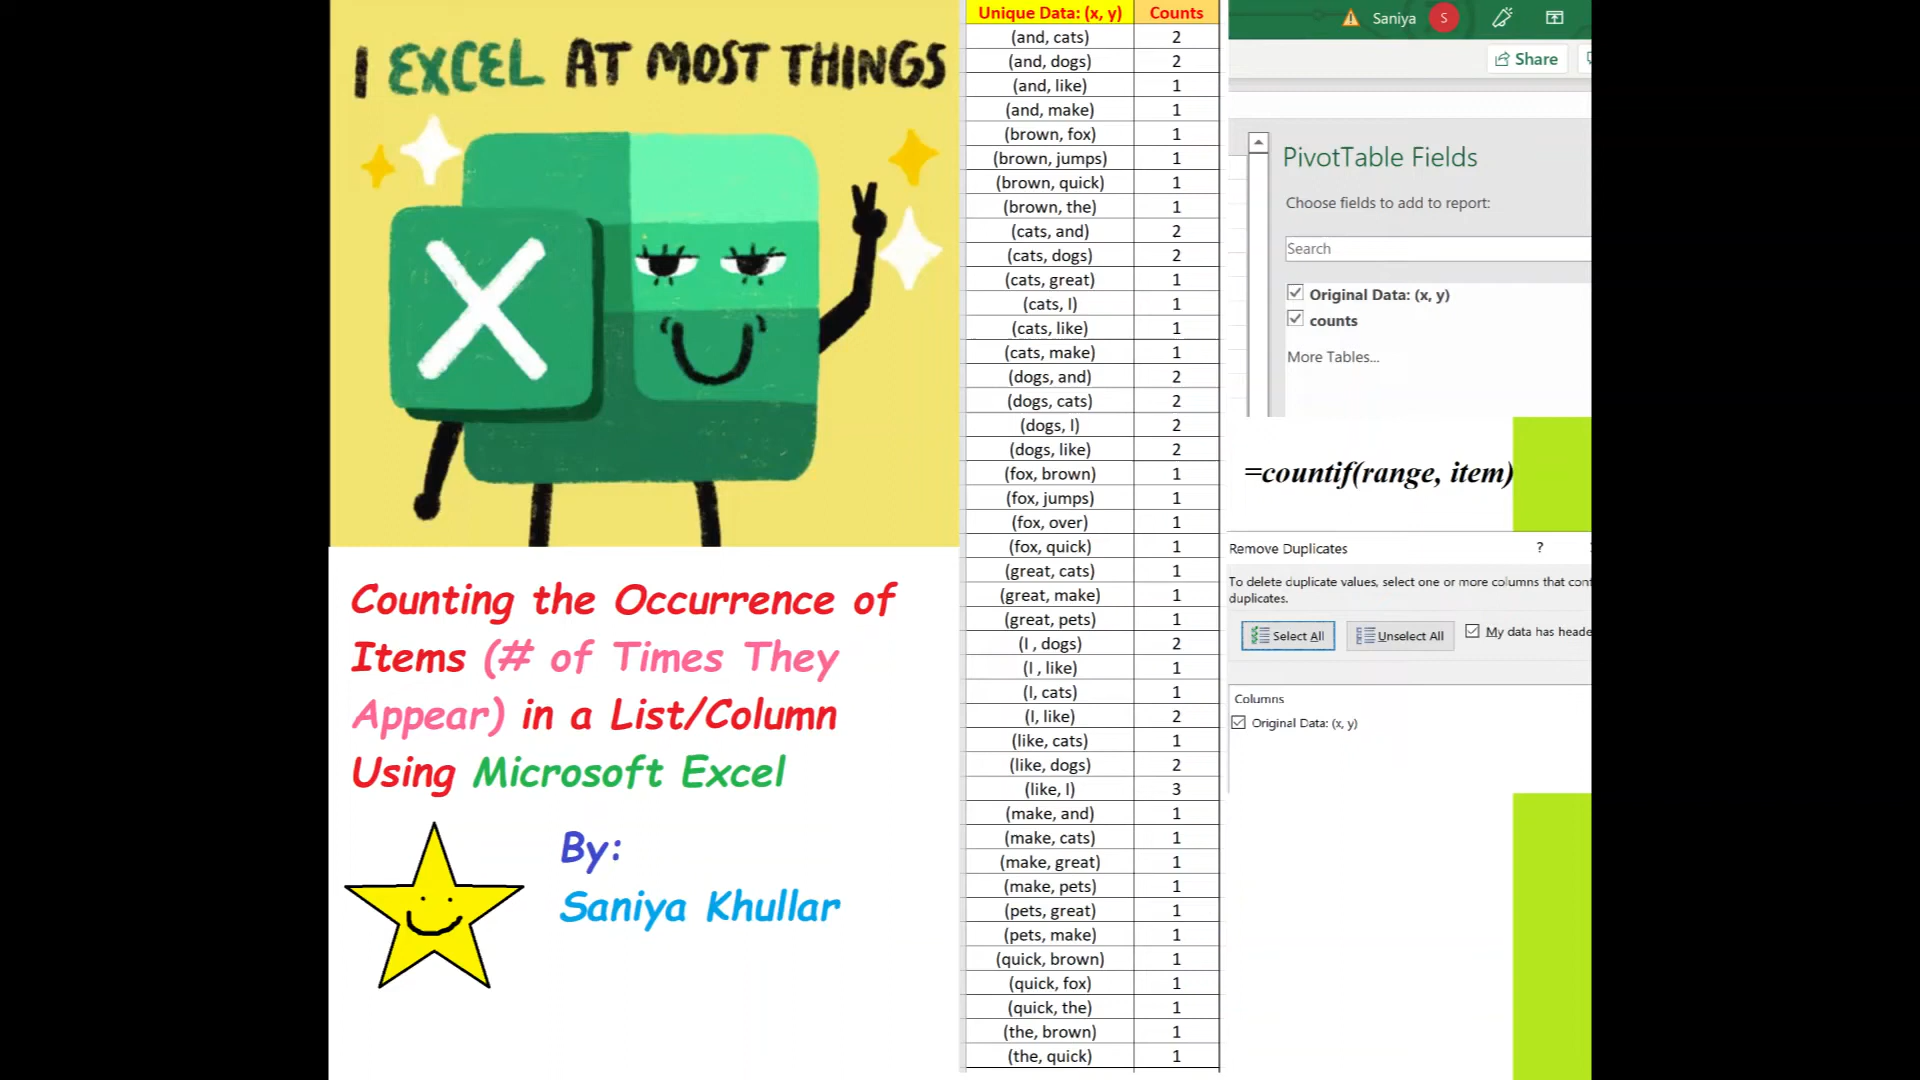 I EXCEL AT MOST THINGS
X
Counting the Occurrence of
Items (# of Times They
Appear) in a List/Column
Using Microsoft Excel
By:
Saniya Khullar
Unique Data: (x, y) Counts
(and, cats) 2
(and, dogs) 2
(and, like) 1
(and, make) 1
(brown, fox) 1
(brown, jumps) 1
(brown, quick) 1
(brown, the) 1
(cats, and) 2
(cats, dogs) 2
(cats, great) 1
(cats, I) 1
(cats, like) 1
(cats, make) 1
(dogs, and) 2
(dogs, cats) 2
(dogs, I) 2
(dogs, like) 2
(fox, brown) 1
(fox, jumps) 1
(fox, over) 1
(fox, quick) 1
(great, cats) 1
(great, make) 1
(great, pets) 1
(I , dogs) 2
(I , like) 1
(I, cats) 1
(I, like) 2
(like, cats) 1
(like, dogs) 2
(like, I) 3
(make, and) 1
(make, cats) 1
(make, great) 1
(make, pets) 1
(pets, great) 1
(pets, make) 1
(quick, brown) 1
(quick, fox) 1
(quick, the) 1
(the, brown) 1
(the, quick) 1
Saniya S
Share
PivotTable Fields
Choose fields to add to report:
Search
Original Data: (x, y)
counts
More Tables...
=countif(range, item)
Remove Duplicates ?
To delete duplicate values, select one or more columns that
duplicates.
Select All Unselect All My data has
Columns
Original Data: (x, y)